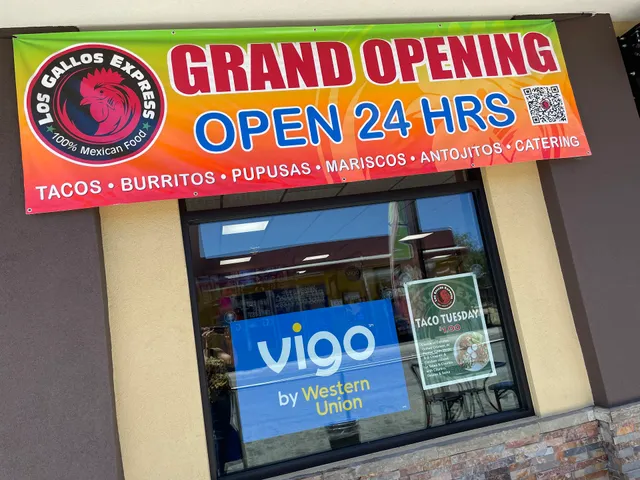 LOS GALLOS EXPRESS
100% Mexican Food
GRAND OPENING
OPEN 24 HRS
TACOS • BURRITOS • PUPUSAS • MARISCOS • ANTOJITOS • CATERING
vigo
by Western
Union
TACO TUESDAY